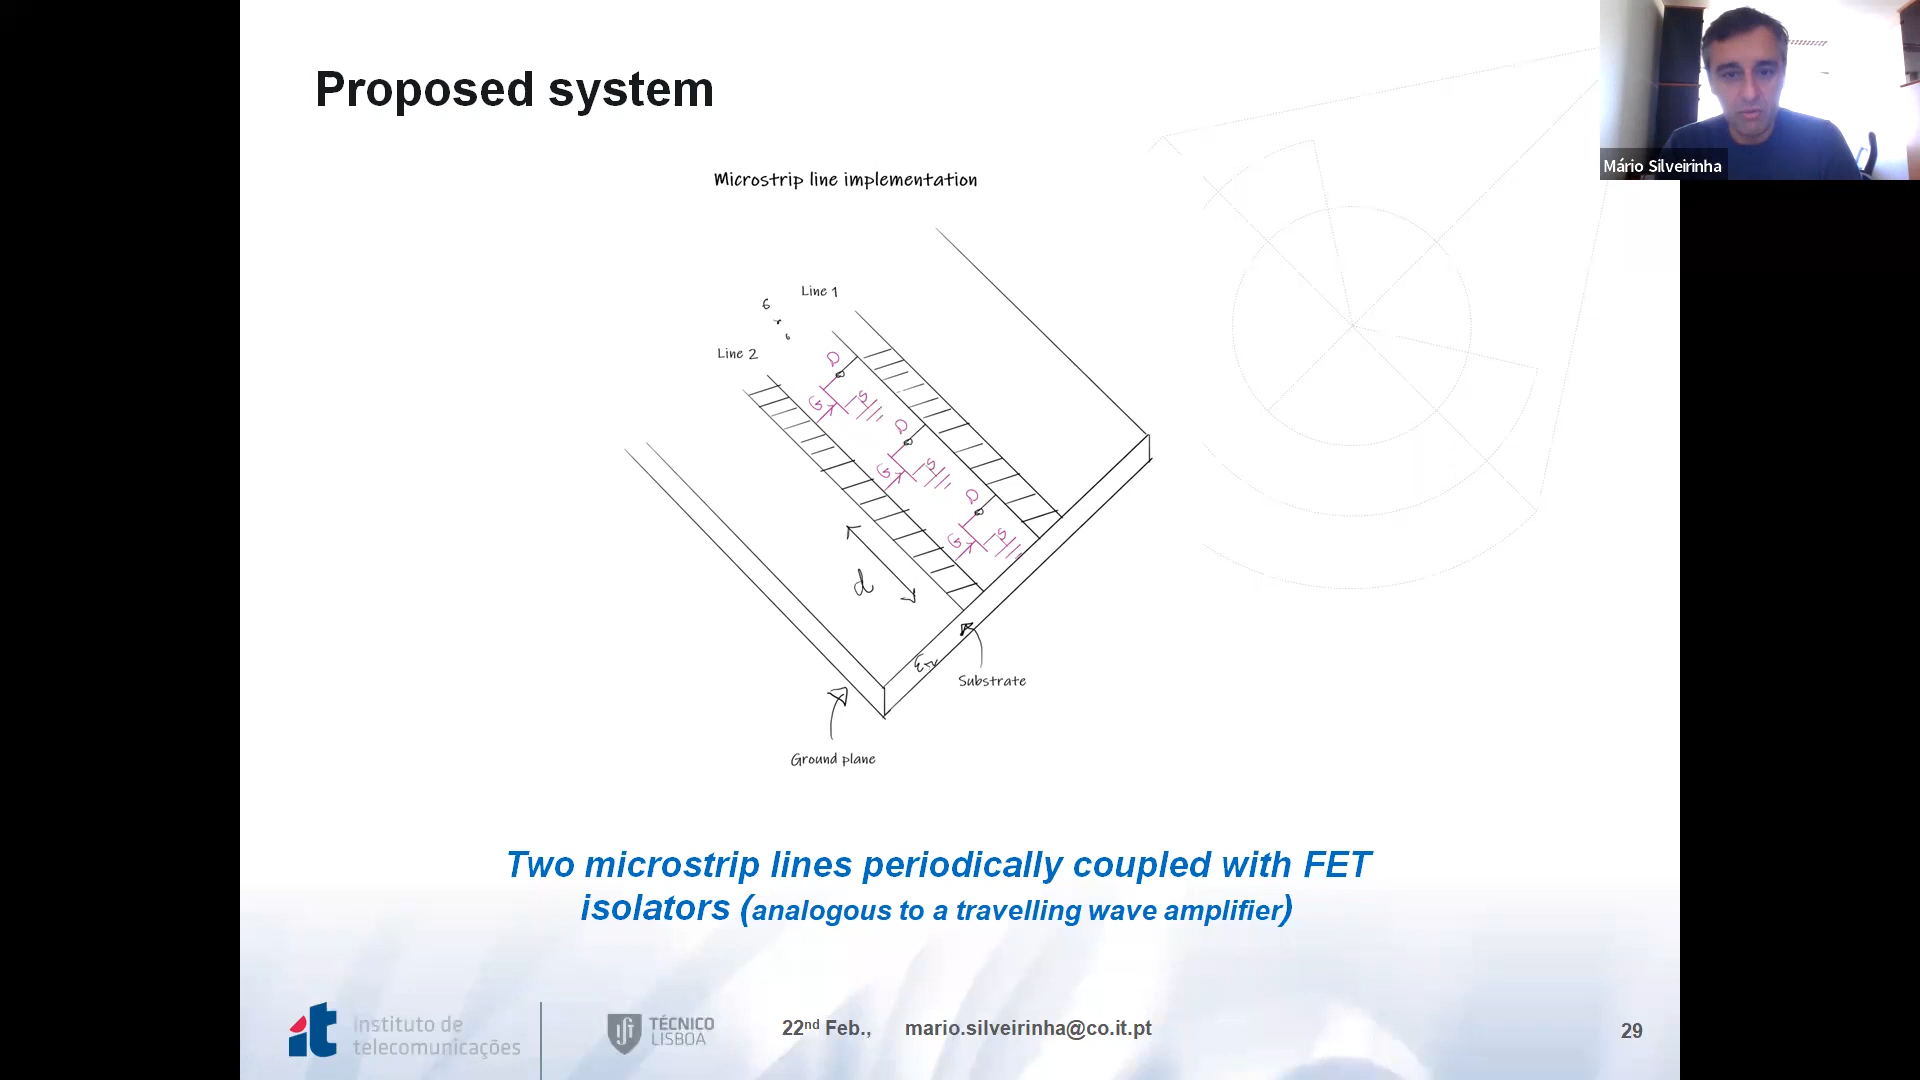 Proposed system
Mário Silveirinha
Microstrip line implementation
Line 1
Line 2
D
G
S
D
G
S
D
G
S
d
εr
Substrate
Ground plane
Two microstrip lines periodically coupled with FET
isolators (analogous to a travelling wave amplifier)
it instituto de
telecomunicações
TÉCNICO
LISBOA
22nd Feb., mario.silveirinha@co.it.pt
29